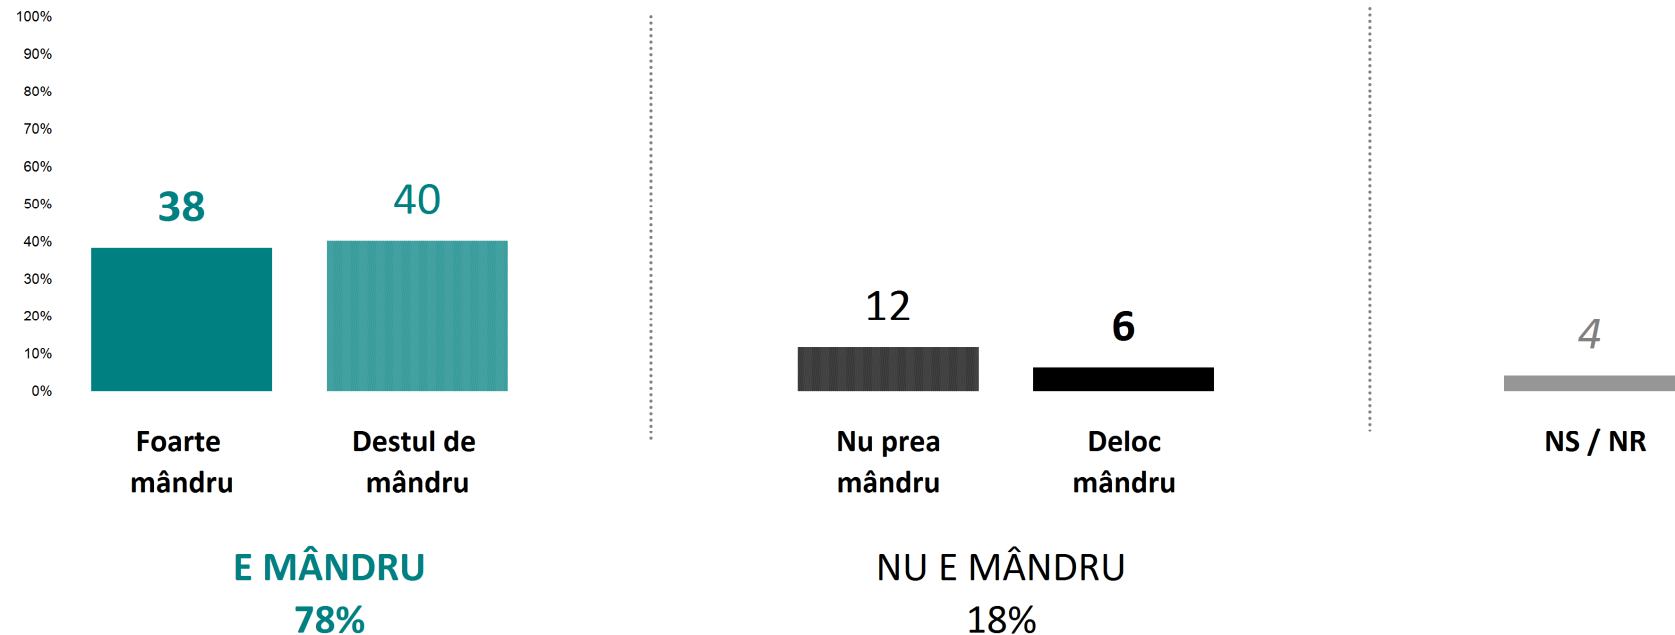 100%
90%
80%
70%
60%
50%
40%
30%
20%
10%
0%
38
40
12
6
4
Foarte
mândru
Destul de
mândru
Nu prea
mândru
Deloc
mândru
NS / NR
E MÂNDRU
78%
NU E MÂNDRU
18%